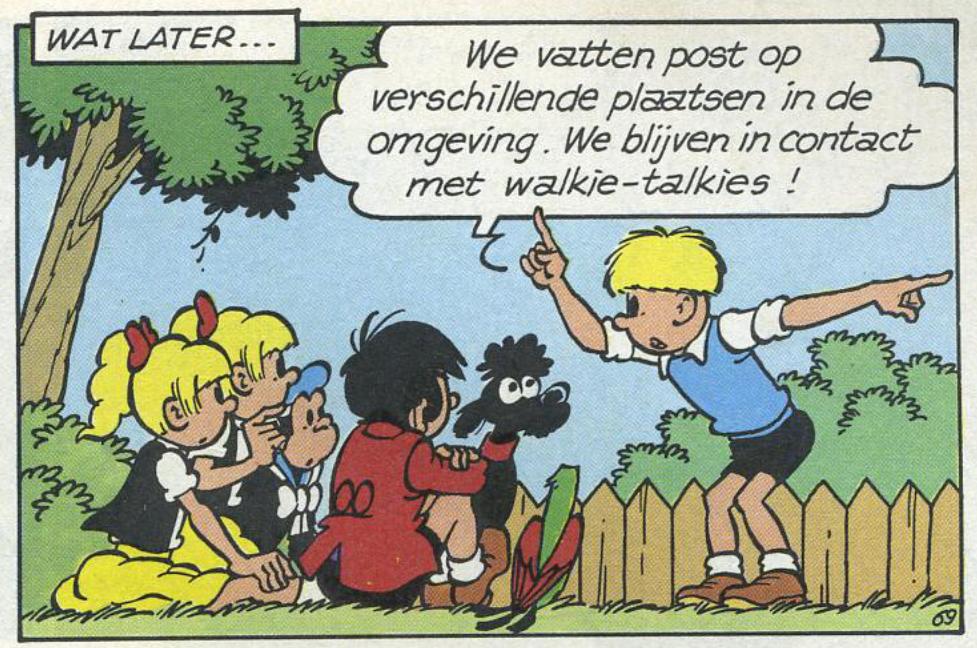 WAT LATER...
We vatten post op
verschillende plaatsen in de
omgeving. We blijven in contact
met walkie-talkies !
69